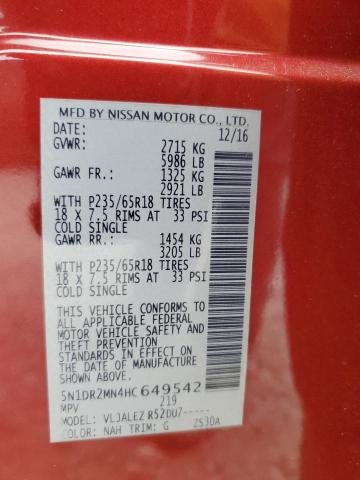 MFD BY NISSAN MOTOR CO., LTD.
DATE: 12/16
GVWR: 2715 KG
5986 LB
GAWR FR.: 1325 KG
2921 LB
WITH P235/65R18 TIRES
18 X 7.5 RIMS AT 33 PSI
COLD SINGLE
GAWR RR.: 1454 KG
3205 LB
WITH P235/65R18 TIRES
18 X 7.5 RIMS AT 33 PSI
COLD SINGLE
THIS VEHICLE CONFORMS TO
ALL APPLICABLE FEDERAL
MOTOR VEHICLE SAFETY AND
THEFT PREVENTION
STANDARDS IN EFFECT ON
THE DATE OF MANUFACTURE
SHOWN ABOVE.
5N1DR2MN4HC649542
MPV 219
MODEL: VLJALEZ R52DU7-----
COLOR: NAH TRIM: G 2S30A